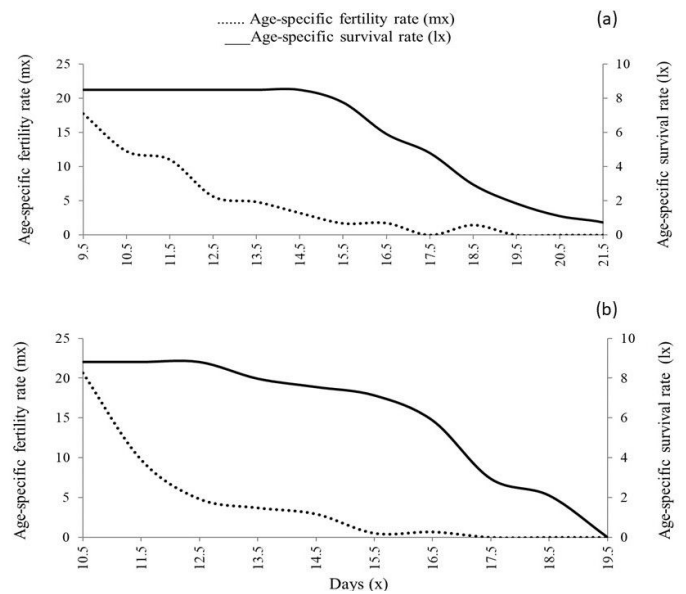 Age-specific fertility rate (mx)
Age-specific survival rate (lx)
(a)
Age-specific fertility rate (mx)
25
20
15
10
5
0
10
8
6
4
2
0
Age-specific survival rate (lx)
9.5 10.5 11.5 12.5 13.5 14.5 15.5 16.5 17.5 18.5 19.5 20.5 21.5
(b)
Age-specific fertility rate (mx)
25
20
15
10
5
0
10
8
6
4
2
0
Age-specific survival rate (lx)
10.5 11.5 12.5 13.5 14.5 15.5 16.5 17.5 18.5 19.5
Days (x)